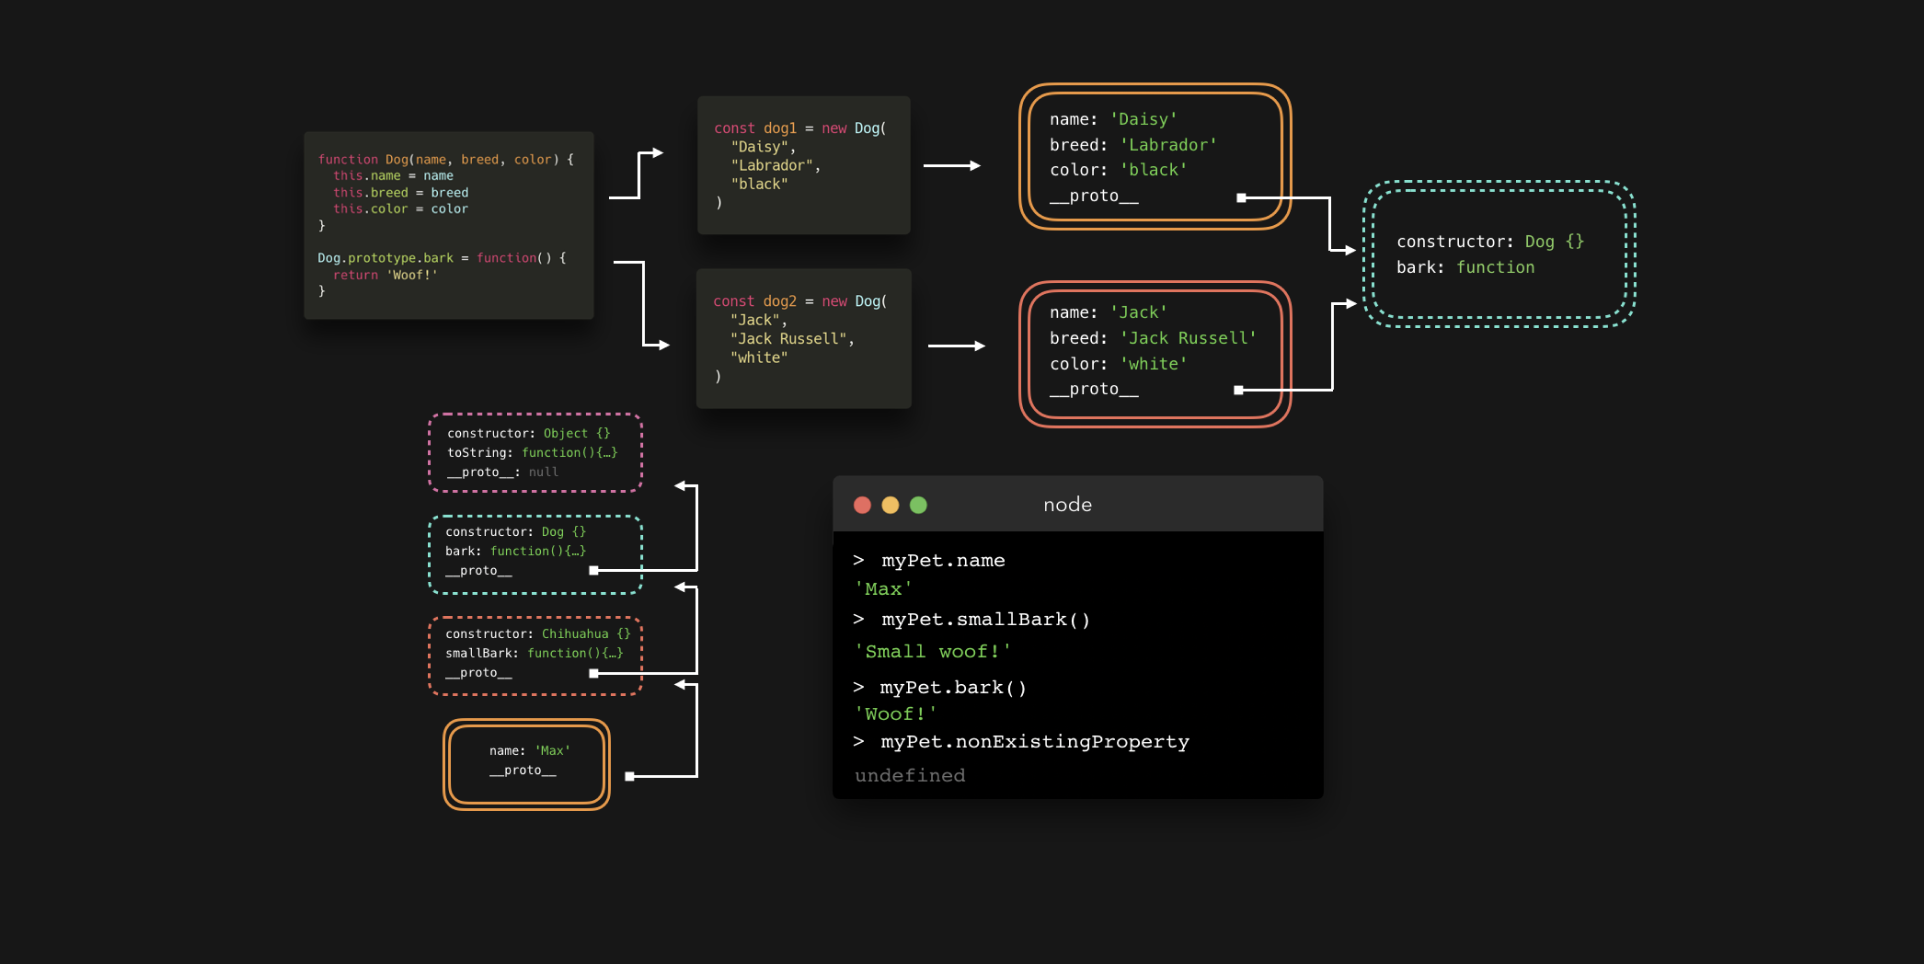 function Dog(name, breed, color) {
  this.name = name
  this.breed = breed
  this.color = color
}
Dog.prototype.bark = function() {
  return 'Woof!'
}
const dog1 = new Dog(
  "Daisy",
  "Labrador",
  "black"
)
const dog2 = new Dog(
  "Jack",
  "Jack Russell",
  "white"
)
name: 'Daisy'
breed: 'Labrador'
color: 'black'
__proto__
name: 'Jack'
breed: 'Jack Russell'
color: 'white'
__proto__
constructor: Dog {}
bark: function
constructor: Object {}
toString: function(){…}
__proto__: null
constructor: Dog {}
bark: function(){…}
__proto__
constructor: Chihuahua {}
smallBark: function(){…}
__proto__
name: 'Max'
__proto__
node
> myPet.name
'Max'
> myPet.smallBark()
'Small woof!'
> myPet.bark()
'Woof!'
> myPet.nonExistingProperty
undefined